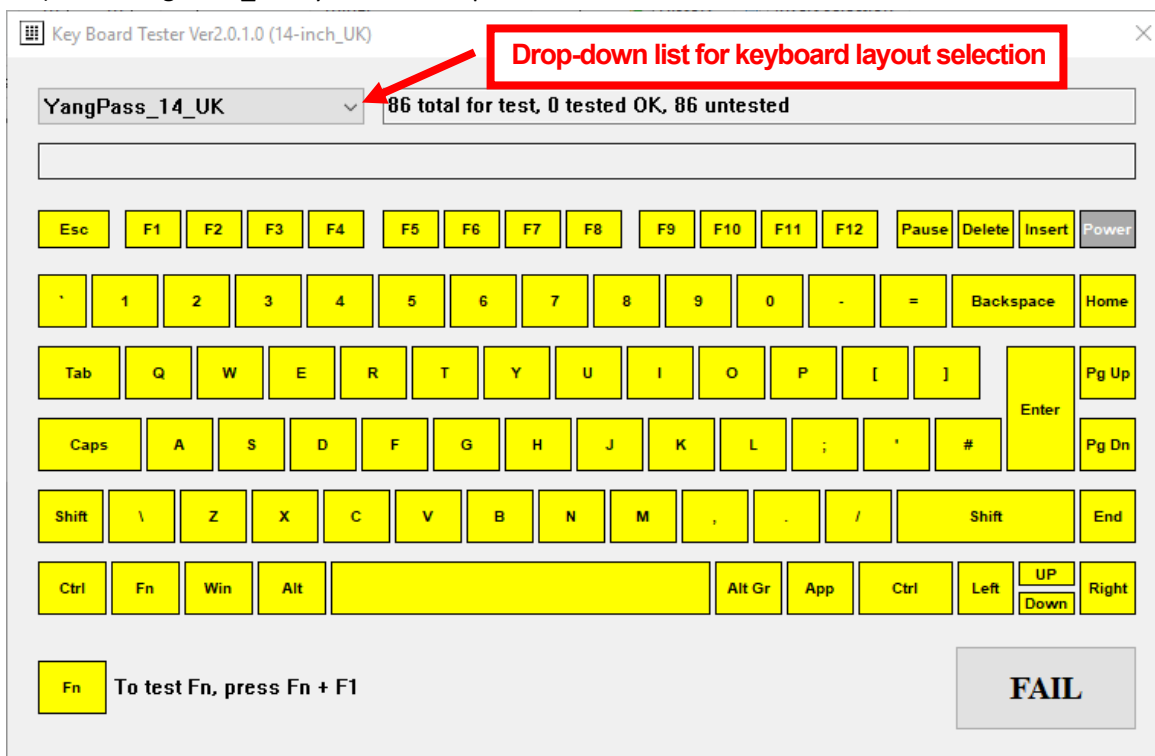 Key Board Tester Ver2.0.1.0 (14-inch_UK)
Drop-down list for keyboard layout selection
YangPass_14_UK
86 total for test, 0 tested OK, 86 untested
Esc F1 F2 F3 F4 F5 F6 F7 F8 F9 F10 F11 F12 Pause Delete Insert Power
` 1 2 3 4 5 6 7 8 9 0 - = Backspace Home
Tab Q W E R T Y U I O P [ ] Enter Pg Up
Caps A S D F G H J K L ; ' # Pg Dn
Shift \ Z X C V B N M , . / Shift End
Ctrl Fn Win Alt Alt Gr App Ctrl Left UP Down Right
Fn To test Fn, press Fn + F1
FAIL